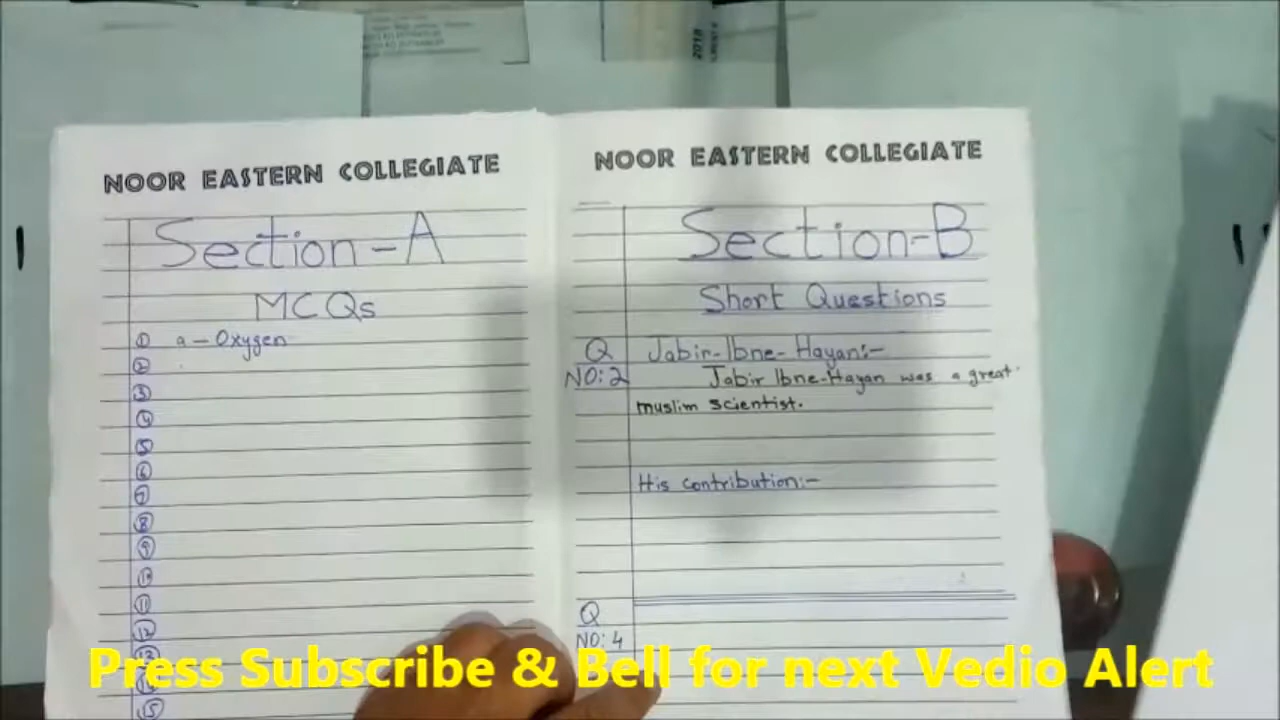 2018
NOOR EASTERN COLLEGIATE
Section-A
MCQs
① a - Oxygen
②
③
④
⑤
⑥
⑦
⑧
⑨
⑩
⑪
⑫
⑬
⑭
⑮
NOOR EASTERN COLLEGIATE
Section-B
Short Questions
Q Jabir-Ibne-Hayan:-
NO: 2 Jabir Ibne-Hayan was a great
muslim scientist.
His contribution:-
Q
NO: 4
Press Subscribe & Bell for next Vedio Alert